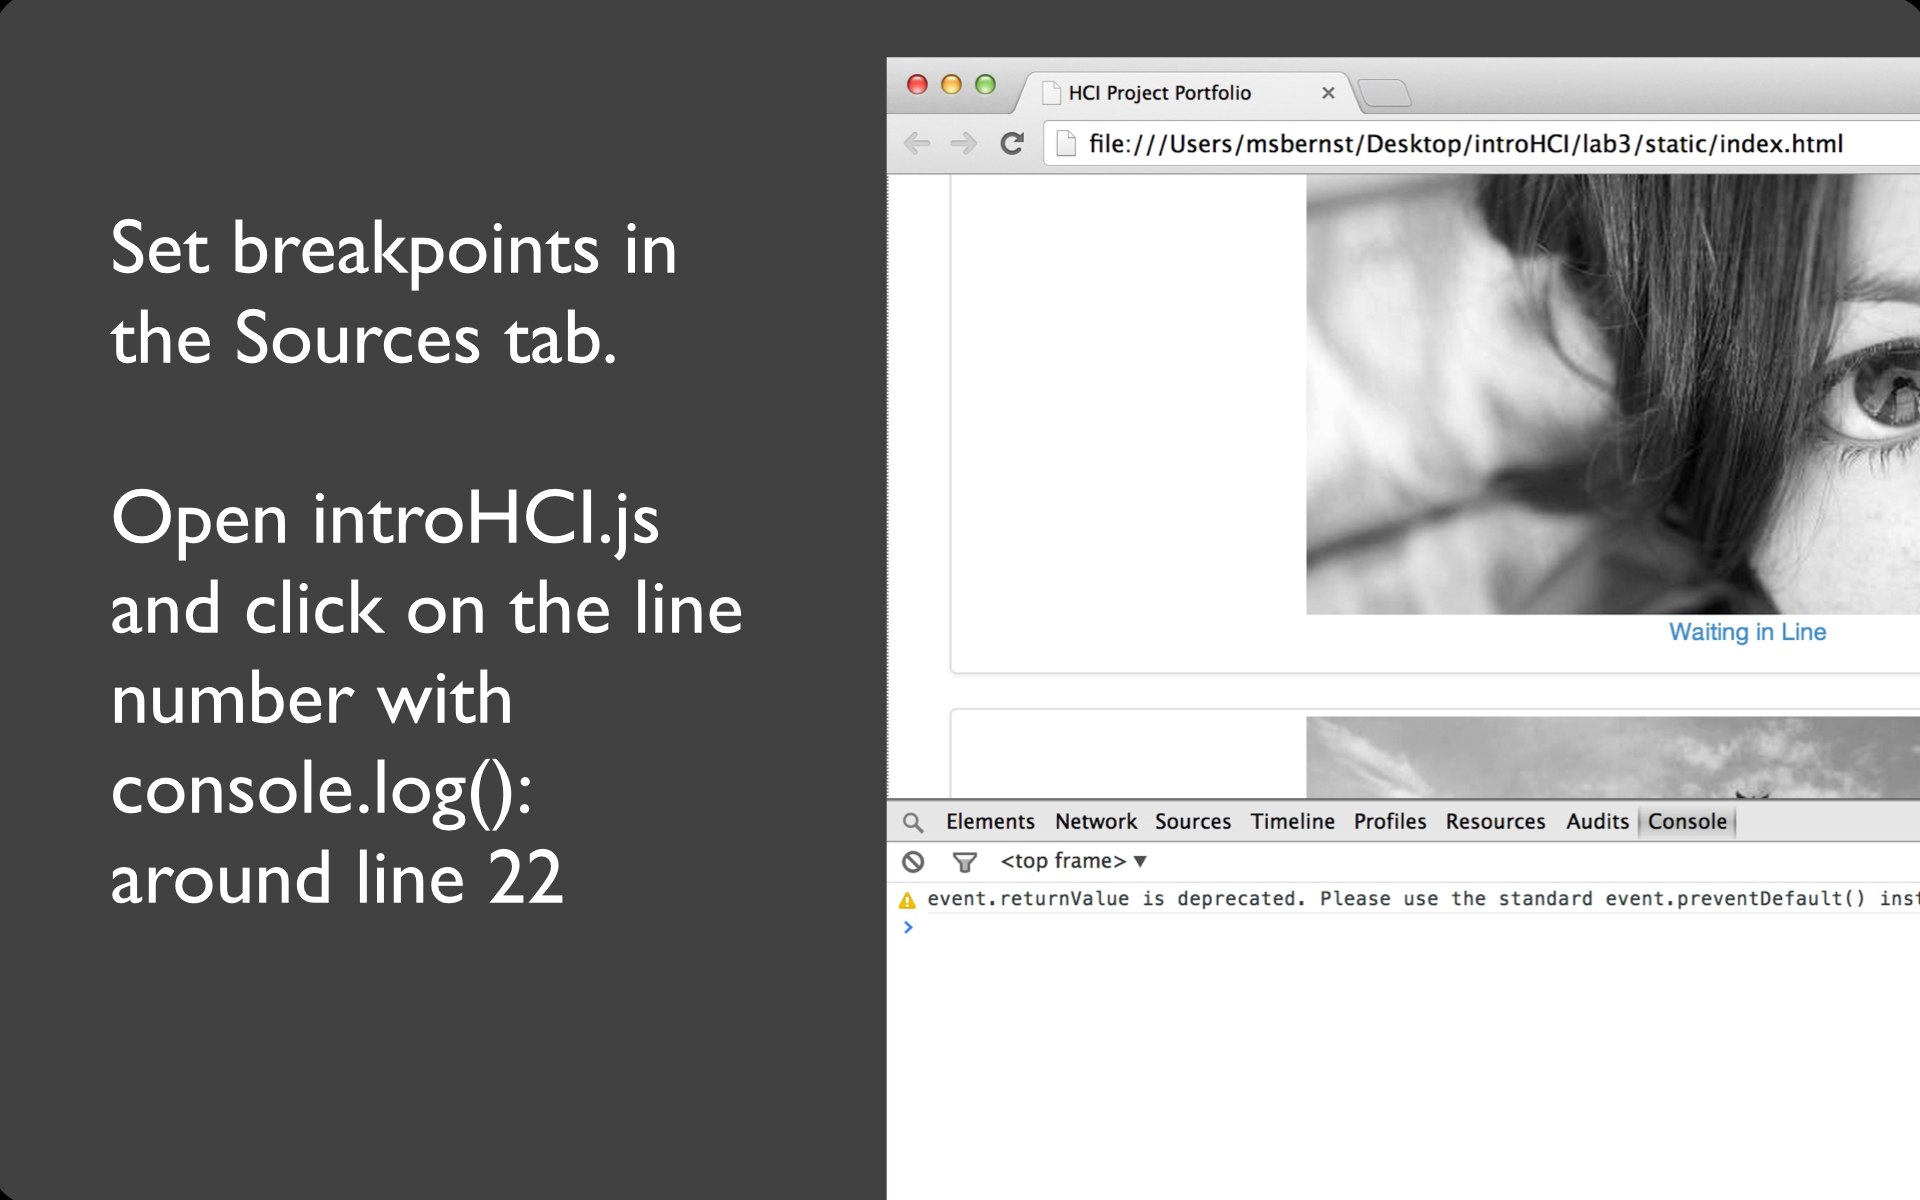 Set breakpoints in
the Sources tab.
Open introHCI.js
and click on the line
number with
console.log():
around line 22
HCI Project Portfolio
file:///Users/msbernst/Desktop/introHCI/lab3/static/index.html
Waiting in Line
Elements Network Sources Timeline Profiles Resources Audits Console
<top frame>
event.returnValue is deprecated. Please use the standard event.preventDefault() inst